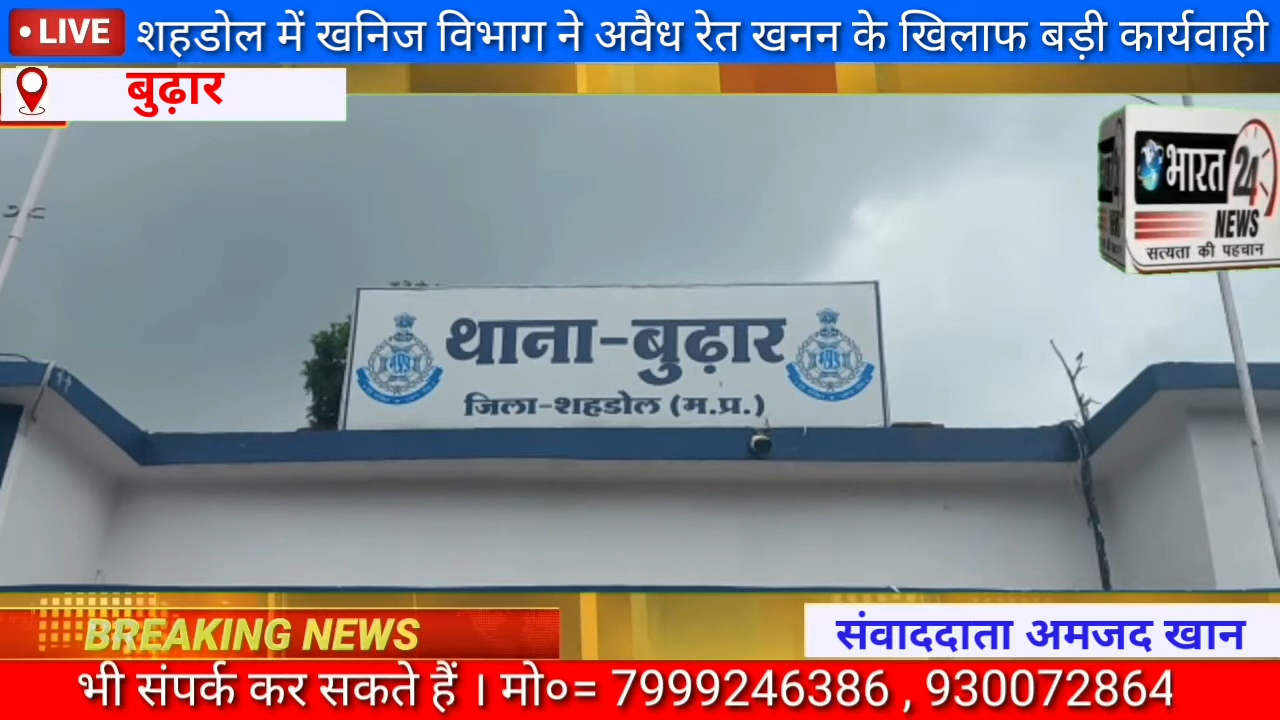 LIVE
शहडोल में खनिज विभाग ने अवैध रेत खनन के खिलाफ बड़ी कार्यवाही
बुढ़ार
भारत 24
NEWS
सत्यता की पहचान
थाना-बुढ़ार
जिला-शहडोल (म.प्र.)
BREAKING NEWS
संवाददाता अमजद खान
भी संपर्क कर सकते हैं । मो०= 7999246386 , 930072864